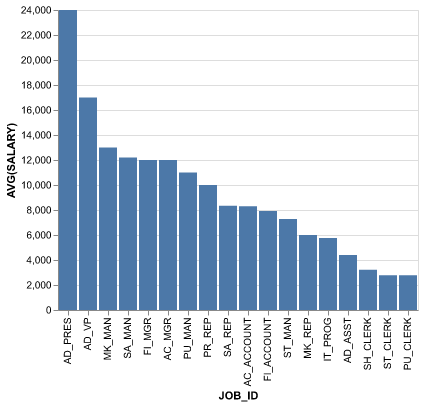 24,000
22,000
20,000
18,000
16,000
14,000
12,000
10,000
8,000
6,000
4,000
2,000
0
AVG(SALARY)
AD_PRES
AD_VP
MK_MAN
SA_MAN
FI_MGR
AC_MGR
PU_MAN
PR_REP
SA_REP
AC_ACCOUNT
FI_ACCOUNT
ST_MAN
MK_REP
IT_PROG
AD_ASST
SH_CLERK
ST_CLERK
PU_CLERK
JOB_ID